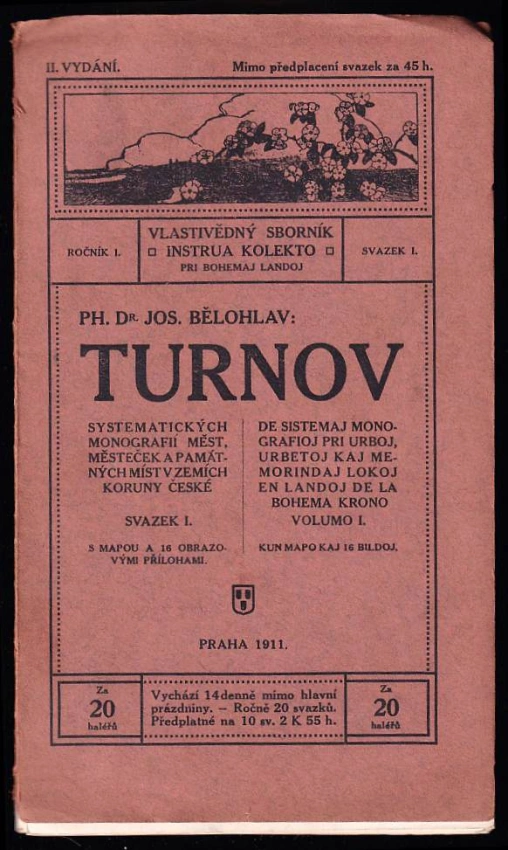 II. VYDÁNÍ.
Mimo předplacení svazek za 45 h.
ROČNÍK I.
VLASTIVĚDNÝ SBORNÍK
INSTRUA KOLEKTO
PRI BOHEMAJ LANDOJ
SVAZEK I.
PH. DR. JOS. BĚLOHLAV:
TURNOV
SYSTEMATICKÝCH
MONOGRAFIÍ MĚST,
MĚSTEČEK A PAMÁT-
NÝCH MÍST V ZEMÍCH
KORUNY ČESKÉ
SVAZEK I.
S MAPOU A 16 OBRAZO-
VÝMI PŘÍLOHAMI.
DE SISTEMAJ MONO-
GRAFIOJ PRI URBOJ,
URBETOJ KAJ ME-
MORINDAJ LOKOJ
EN LANDOJ DE LA
BOHEMA KRONO
VOLUMO I.
KUN MAPO KAJ 16 BILDOJ.
PRAHA 1911.
Za
20
haléřů
Vychází 14denně mimo hlavní
prázdniny. – Ročně 20 svazků.
Předplatné na 10 sv. 2 K 55 h.
Za
20
haléřů